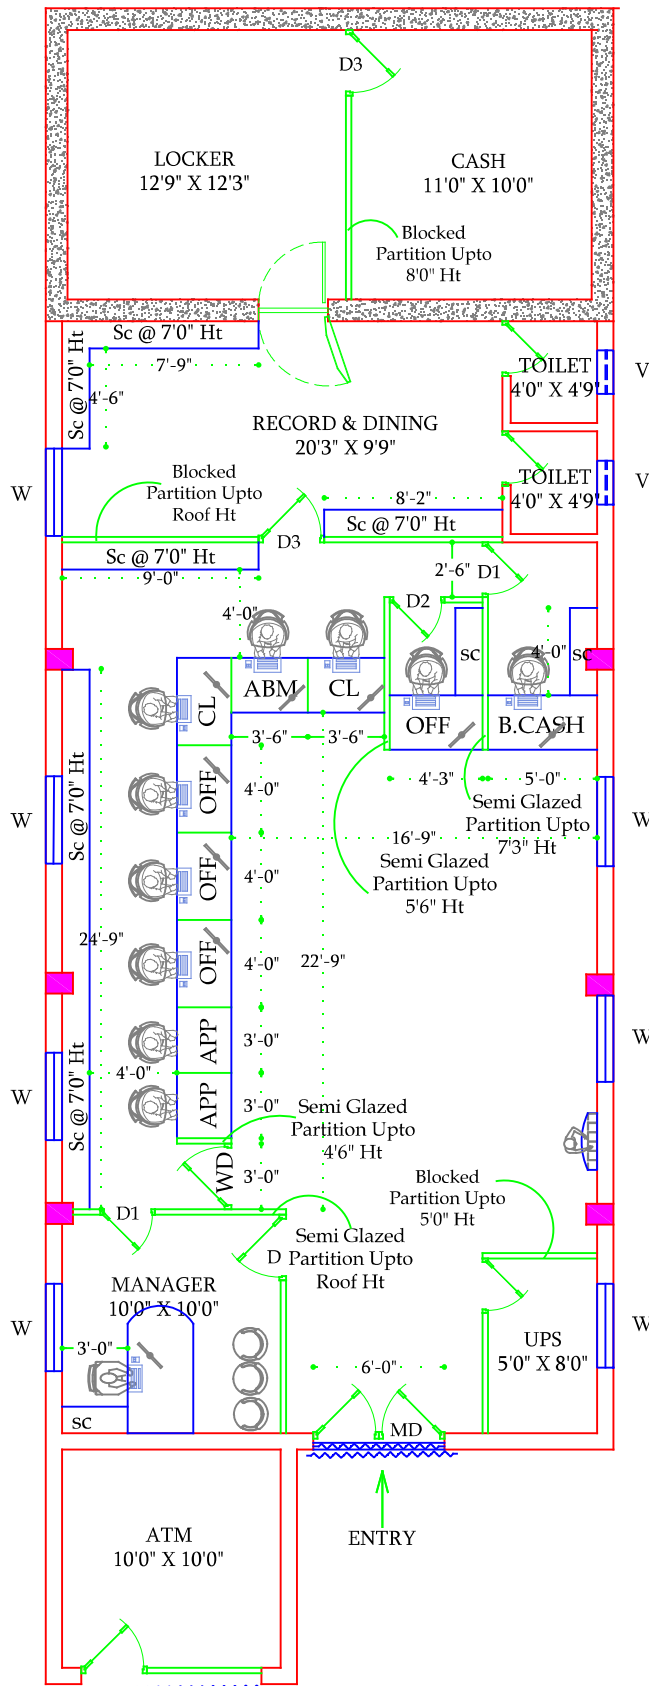 D3
LOCKER
12'9" X 12'3"
CASH
11'0" X 10'0"
Blocked
Partition Upto
8'0" Ht
Sc @ 7'0" Ht
Sc @ 7'0" Ht
7'-9"
4'-6"
TOILET
4'0" X 4'9"
V
RECORD & DINING
20'3" X 9'9"
Blocked
Partition Upto
Roof Ht
W
TOILET
4'0" X 4'9"
V
8'-2"
Sc @ 7'0" Ht
D3
Sc @ 7'0" Ht
9'-0"
2'-6"
D1
D2
4'-0"
SC
4'-0"
SC
CL
ABM
CL
OFF
B.CASH
3'-6"
3'-6"
4'-3"
5'-0"
OFF
4'-0"
Sc @ 7'0" Ht
W
W
Semi Glazed
Partition Upto
7'3" Ht
16'-9"
Semi Glazed
Partition Upto
5'6" Ht
OFF
4'-0"
24'-9"
OFF
4'-0"
22'-9"
APP
3'-0"
W
Sc @ 7'0" Ht
4'-0"
W
APP
3'-0"
Semi Glazed
Partition Upto
4'6" Ht
WD
3'-0"
Blocked
Partition Upto
5'0" Ht
D1
D
Semi Glazed
Partition Upto
Roof Ht
MANAGER
10'0" X 10'0"
W
W
3'-0"
UPS
5'0" X 8'0"
6'-0"
SC
MD
ENTRY
ATM
10'0" X 10'0"